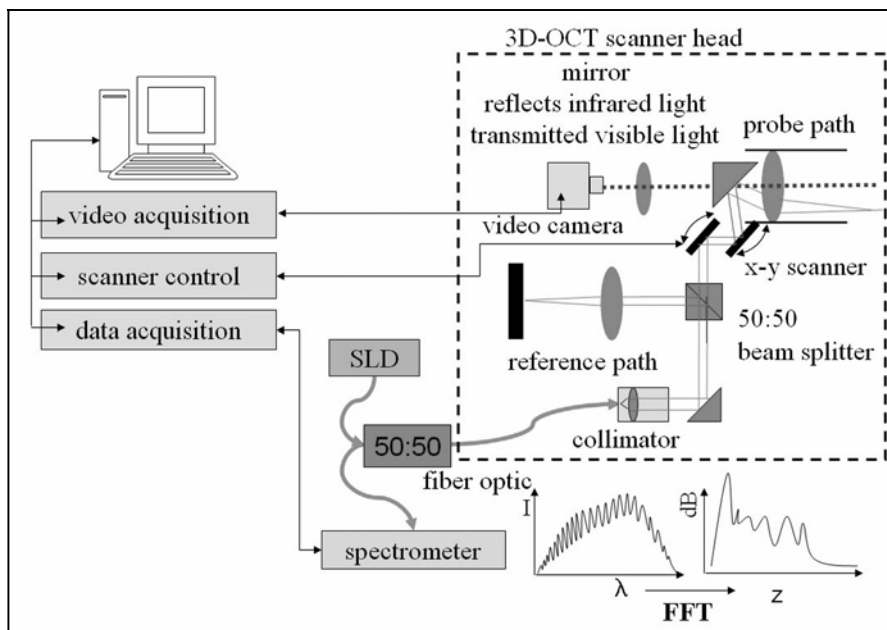 3D-OCT scanner head
mirror
reflects infrared light
transmitted visible light
probe path
video acquisition
video camera
scanner control
x-y scanner
data acquisition
50:50
beam splitter
reference path
SLD
50:50
collimator
fiber optic
spectrometer
I
λ
dB
z
FFT